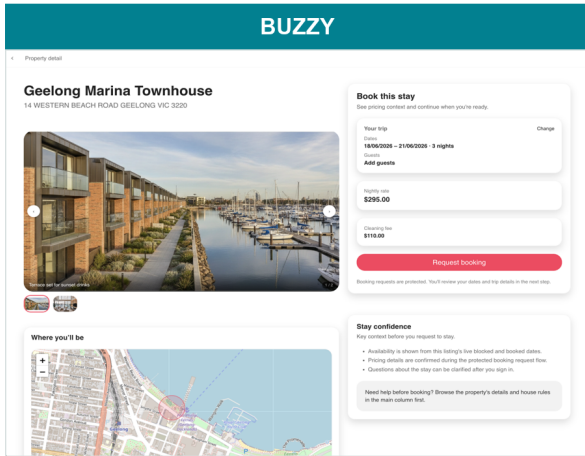 BUZZY
‹ Property detail
Geelong Marina Townhouse
14 WESTERN BEACH ROAD GEELONG VIC 3220
Terrace set for sunset drinks
Where you'll be
+
−
Book this stay
See pricing context and continue when you're ready.
Your trip
Change
Dates
18/06/2026 – 21/06/2026 · 3 nights
Guests
Add guests
Nightly rate
$295.00
Cleaning fee
$110.00
Request booking
Booking requests are protected. You'll review your dates and trip details in the next step.
Stay confidence
Key context before you request to stay.
• Availability is shown from this listing's live blocked and booked dates.
• Pricing details are confirmed during the protected booking request flow.
• Questions about the stay can be clarified after you sign in.
Need help before booking? Browse the property's details and house rules
in the main column first.